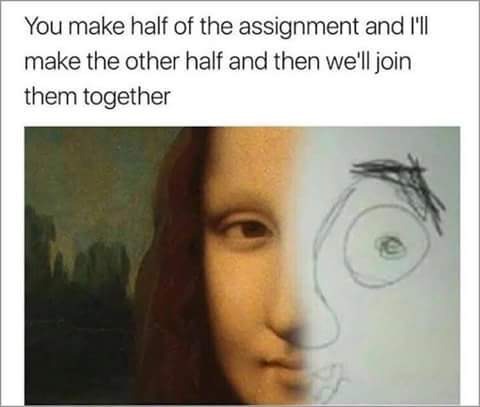 You make half of the assignment and I'll
make the other half and then we'll join
them together